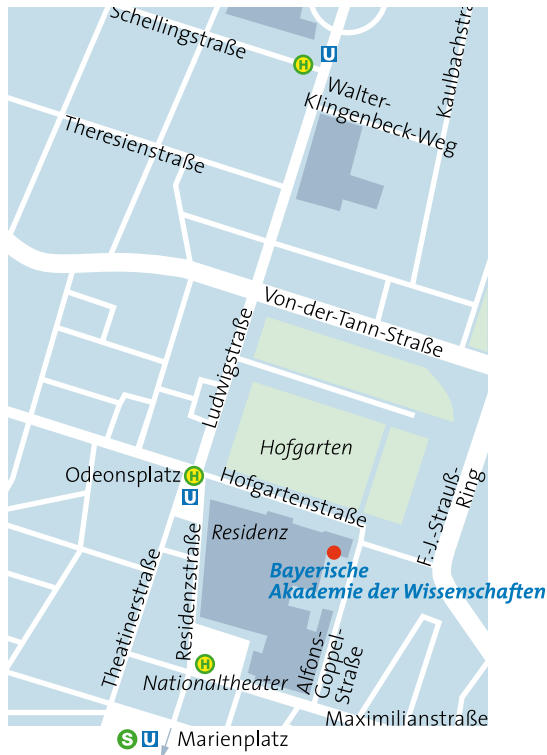 Schellingstraße
H
U
Kaulbachstra
Walter-
Klingenbeck-Weg
Theresienstraße
Von-der-Tann-Straße
Ludwigstraße
Hofgarten
Odeonsplatz H
U
Hofgartenstraße
F.-J.-Strauß-
Ring
Residenz
Bayerische
Akademie der Wissenschaften
Theatinerstraße
Residenzstraße
H
Nationaltheater
Alfons-
Goppel-
Straße
Maximilianstraße
S U Marienplatz